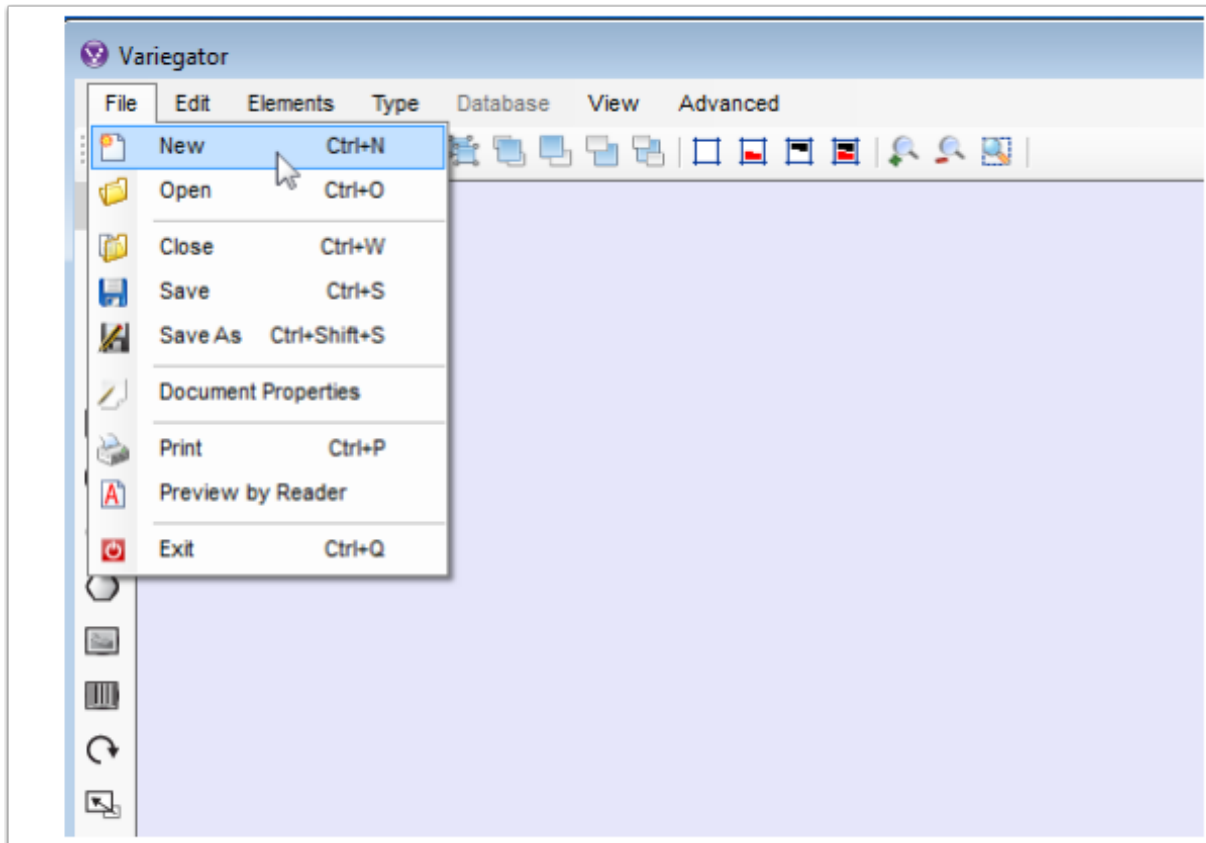 Variegator
File Edit Elements Type Database View Advanced
New Ctrl+N
Open Ctrl+O
Close Ctrl+W
Save Ctrl+S
Save As Ctrl+Shift+S
Document Properties
Print Ctrl+P
Preview by Reader
Exit Ctrl+Q